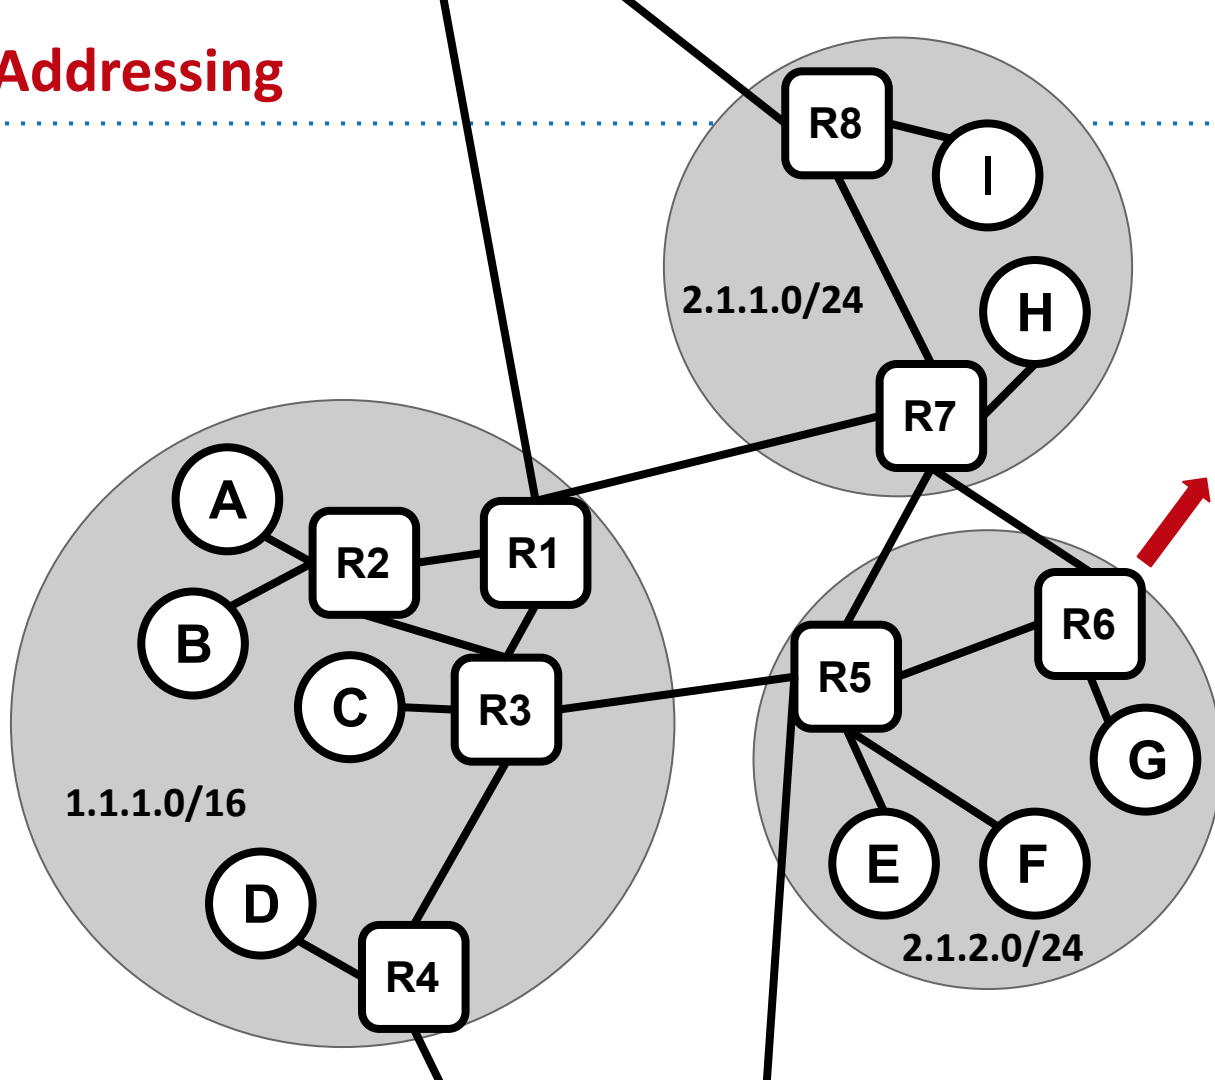 Addressing
R8
I
2.1.1.0/24
H
R7
A
R2
R1
B
R6
C
R3
R5
G
1.1.1.0/16
E
F
D
2.1.2.0/24
R4